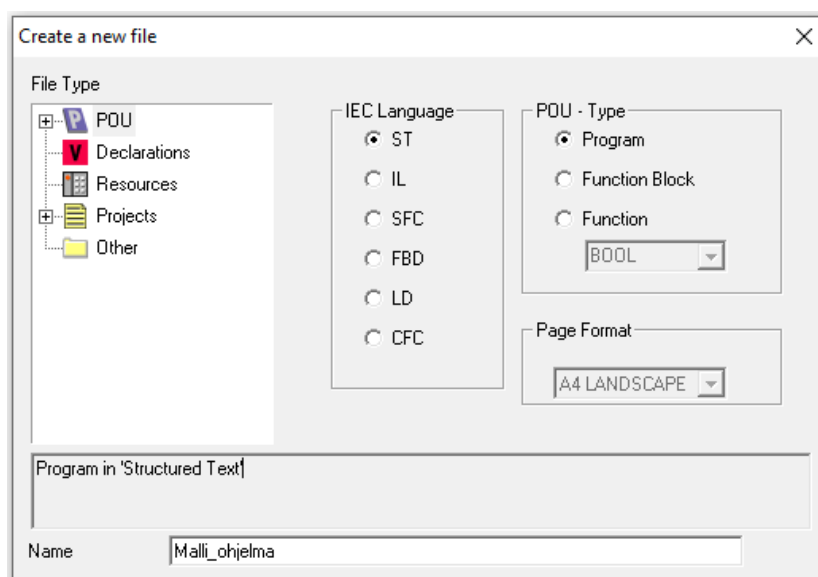 Create a new file
File Type
POU
Declarations
Resources
Projects
Other
IEC Language
ST
IL
SFC
FBD
LD
CFC
POU - Type
Program
Function Block
Function
BOOL
Page Format
A4 LANDSCAPE
Program in 'Structured Text'
Name Malli_ohjelma